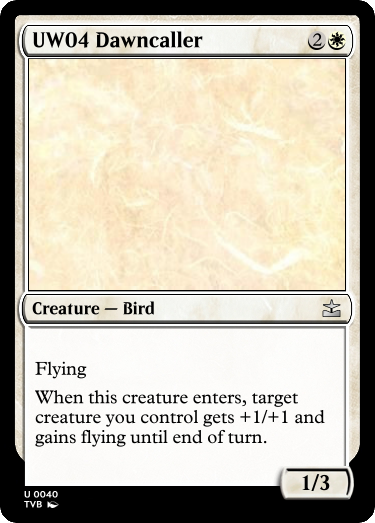 UW04 Dawncaller 2
Creature — Bird
Flying
When this creature enters, target
creature you control gets +1/+1 and
gains flying until end of turn.
1/3
U 0040
TVB